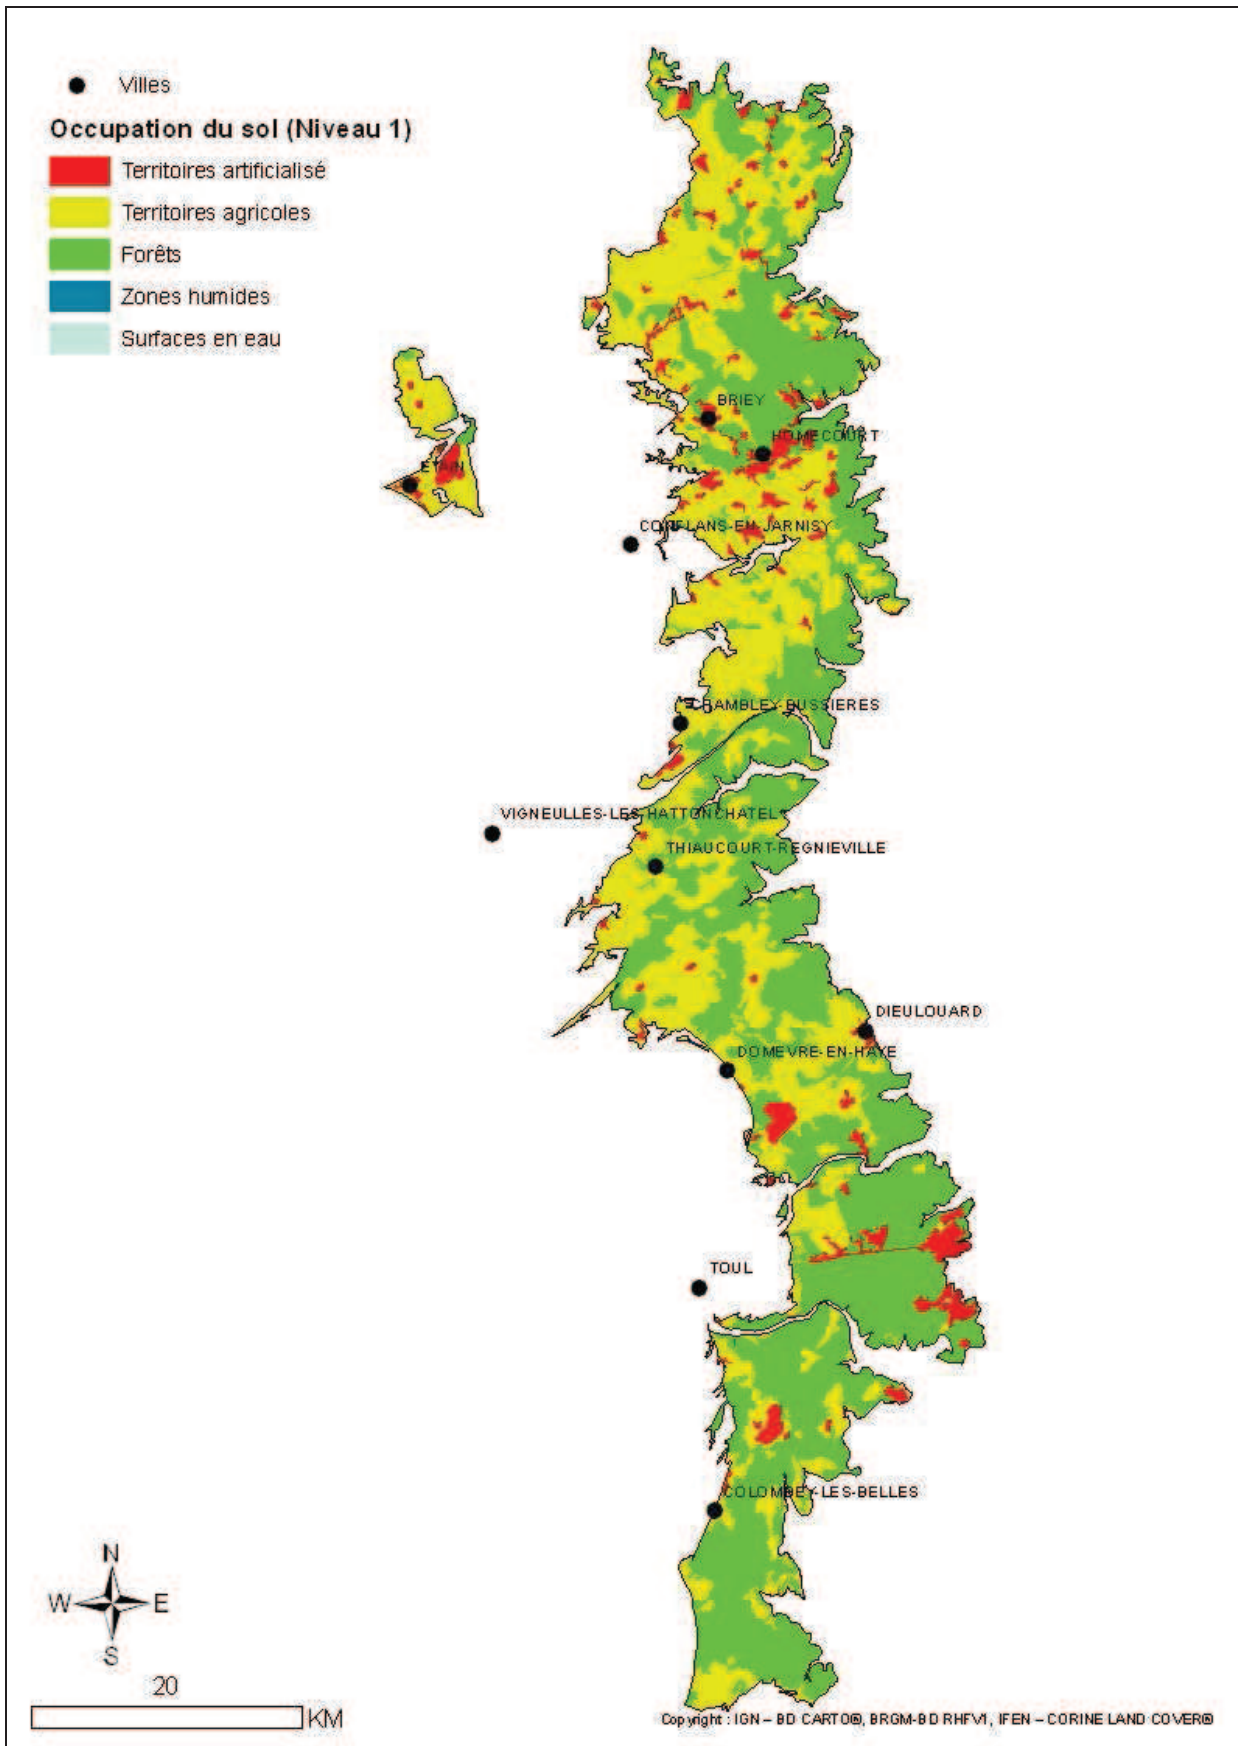 Villes
Occupation du sol (Niveau 1)
Territoires artificialisé
Territoires agricoles
Forêts
Zones humides
Surfaces en eau
BRIEY
HOMECOURT
ETAIN
CONFLANS-EN-JARNISY
CHAMBLEY-BUSSIERES
VIGNEULLES-LES-HATTONCHATEL
THIAUCOURT-REGNIEVILLE
DIEULOUARD
DOMEVRE-EN-HAYE
TOUL
COLOMBEY-LES-BELLES
N
W E
S
20
KM
Copyright : IGN – BD CARTO®, BRGM-BD RHFV1, IFEN – CORINE LAND COVER®